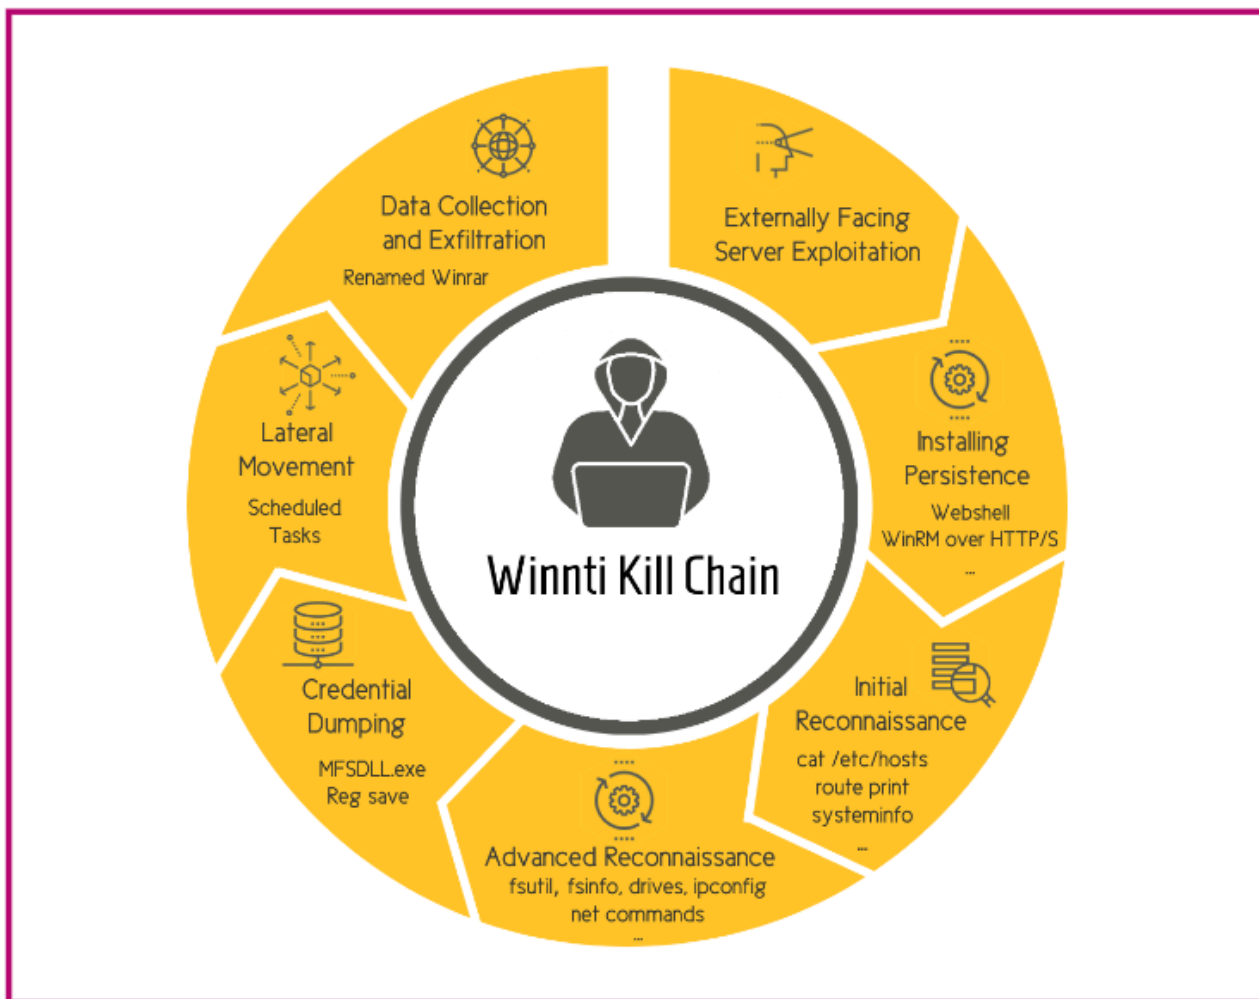 Winnti Kill Chain
Externally Facing
Server Exploitation
Installing
Persistence
Webshell
WinRM over HTTP/S
...
Initial
Reconnaissance
cat /etc/hosts
route print
systeminfo
...
Advanced Reconnaissance
fsutil, fsinfo, drives, ipconfig
net commands
...
Credential
Dumping
MFSDLL.exe
Reg save
Lateral
Movement
Scheduled
Tasks
Data Collection
and Exfiltration
Renamed Winrar